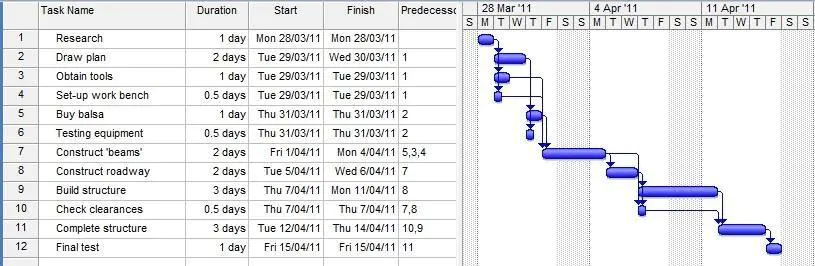 Task Name Duration Start Finish Predecesso 28 Mar '11 4 Apr '11 11 Apr '11
S M T W T F S S M T W T F S S M T W T F S S
1 Research 1 day Mon 28/03/11 Mon 28/03/11
2 Draw plan 2 days Tue 29/03/11 Wed 30/03/11 1
3 Obtain tools 1 day Tue 29/03/11 Tue 29/03/11 1
4 Set-up work bench 0.5 days Tue 29/03/11 Tue 29/03/11 1
5 Buy balsa 1 day Thu 31/03/11 Thu 31/03/11 2
6 Testing equipment 0.5 days Thu 31/03/11 Thu 31/03/11 2
7 Construct 'beams' 2 days Fri 1/04/11 Mon 4/04/11 5,3,4
8 Construct roadway 2 days Tue 5/04/11 Wed 6/04/11 7
9 Build structure 3 days Thu 7/04/11 Mon 11/04/11 8
10 Check clearances 0.5 days Thu 7/04/11 Thu 7/04/11 7,8
11 Complete structure 3 days Tue 12/04/11 Thu 14/04/11 10,9
12 Final test 1 day Fri 15/04/11 Fri 15/04/11 11